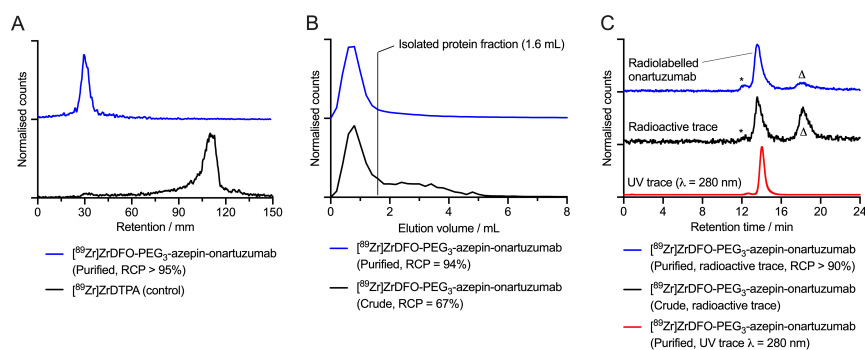 A
Normalised counts
0
30
60
90
120
150
Retention / mm
[⁸⁹Zr]ZrDFO-PEG₃-azepin-onartuzumab
(Purified, RCP > 95%)
[⁸⁹Zr]ZrDTPA (control)
B
Isolated protein fraction (1.6 mL)
Normalised counts
0
2
4
6
8
Elution volume / mL
[⁸⁹Zr]ZrDFO-PEG₃-azepin-onartuzumab
(Purified, RCP = 94%)
[⁸⁹Zr]ZrDFO-PEG₃-azepin-onartuzumab
(Crude, RCP = 67%)
C
Normalised counts
Radiolabelled
onartuzumab
* Δ
Radioactive trace
* Δ
UV trace (λ = 280 nm)
0
6
12
18
24
Retention time / min
[⁸⁹Zr]ZrDFO-PEG₃-azepin-onartuzumab
(Purified, radioactive trace, RCP > 90%)
[⁸⁹Zr]ZrDFO-PEG₃-azepin-onartuzumab
(Crude, radioactive trace)
[⁸⁹Zr]ZrDFO-PEG₃-azepin-onartuzumab
(Purified, UV trace λ = 280 nm)